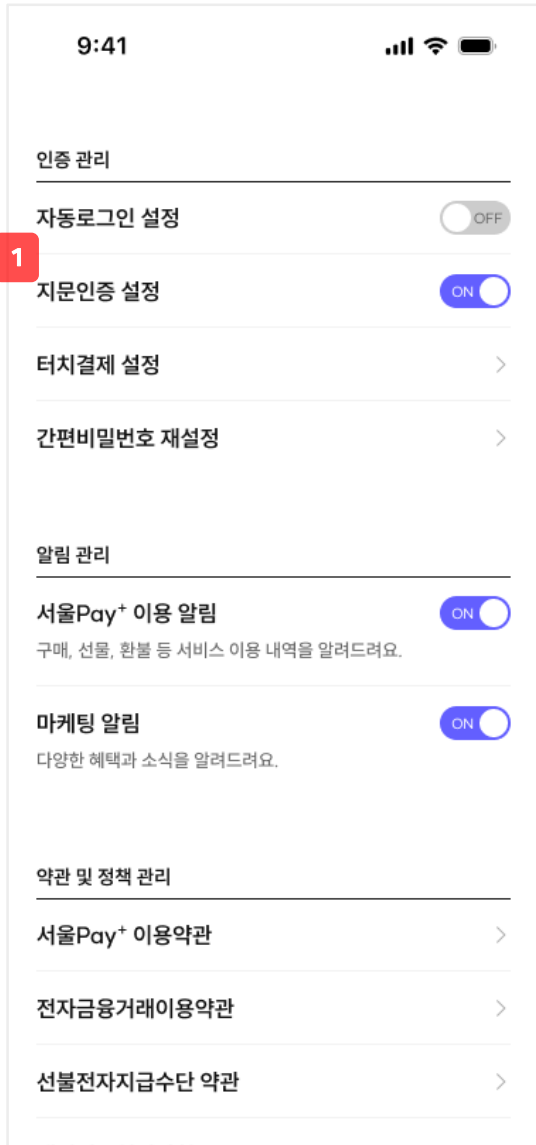 9:41
인증 관리
자동로그인 설정 OFF
1
지문인증 설정 ON
터치결제 설정
간편비밀번호 재설정
알림 관리
서울Pay⁺ 이용 알림 ON
구매, 선물, 환불 등 서비스 이용 내역을 알려드려요.
마케팅 알림 ON
다양한 혜택과 소식을 알려드려요.
약관 및 정책 관리
서울Pay⁺ 이용약관
전자금융거래이용약관
선불전자지급수단 약관